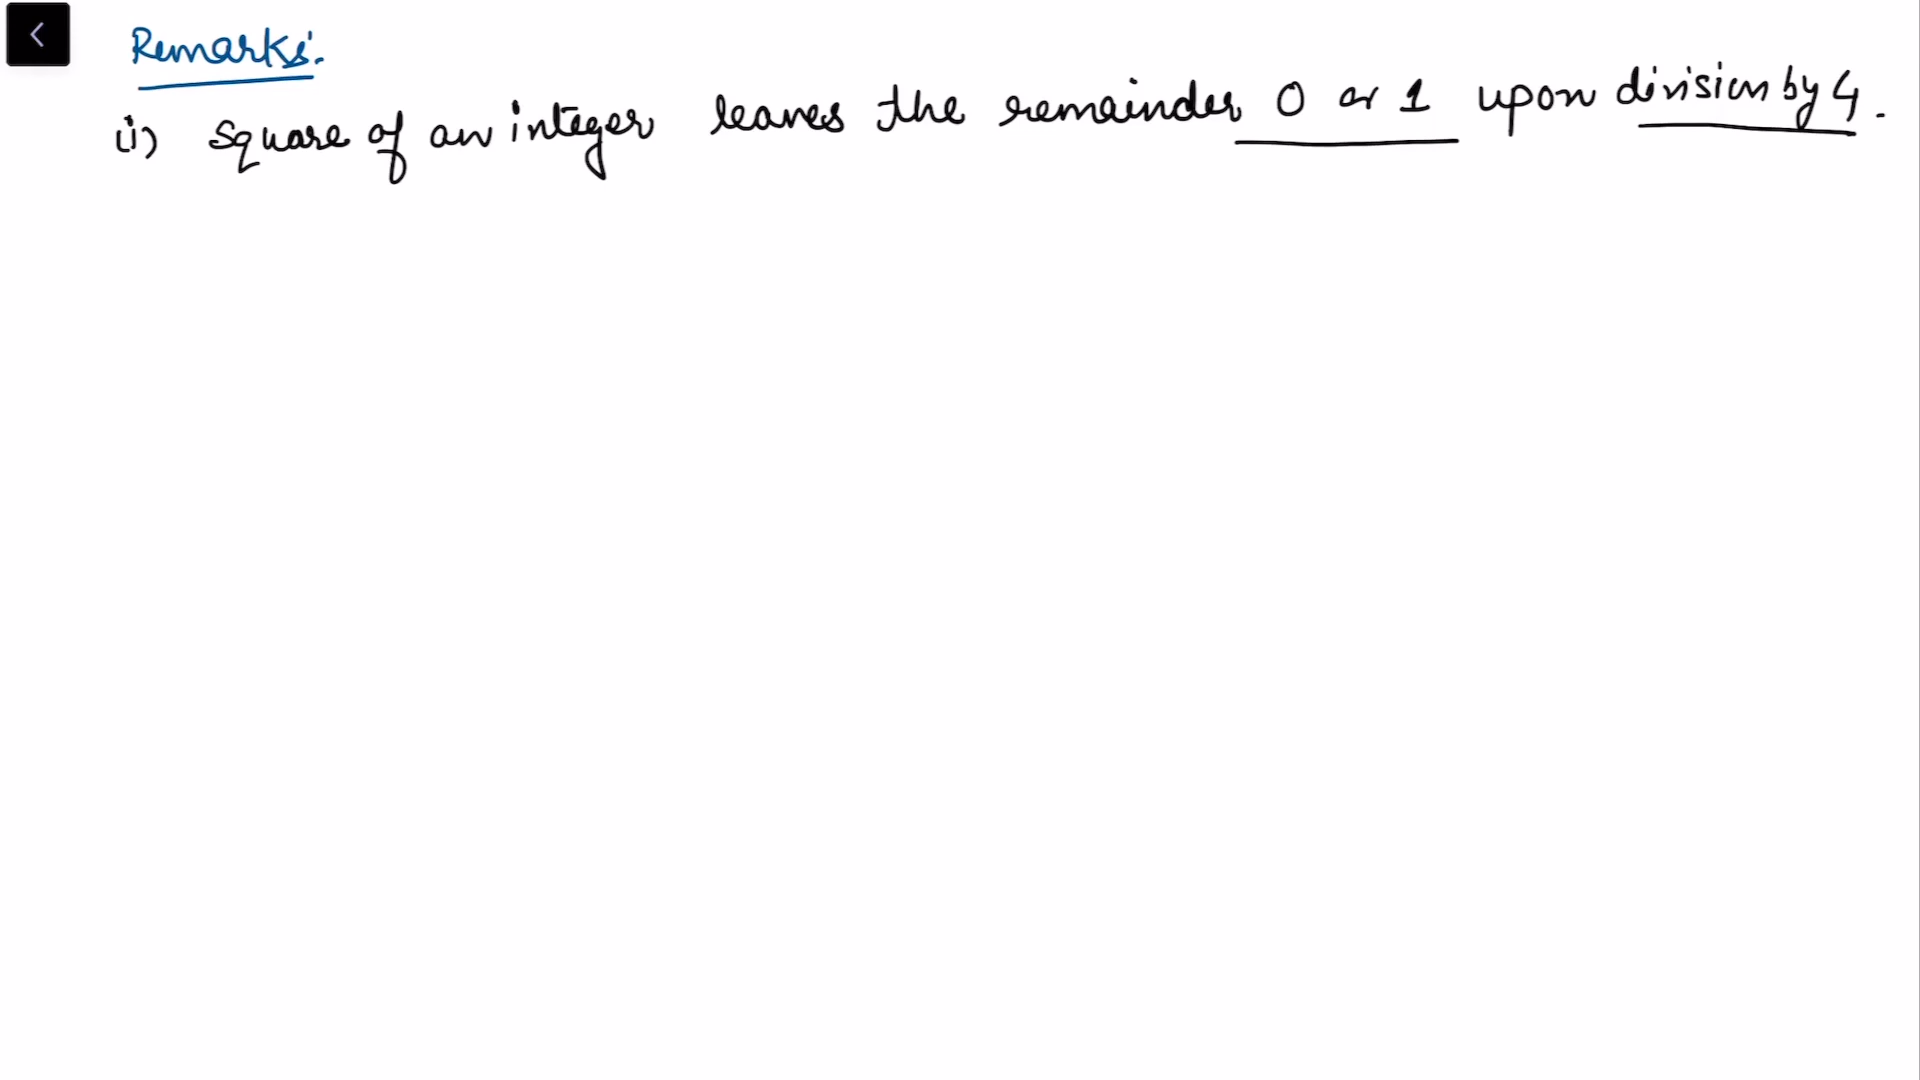 Remarks:
(i) Square of an integer leaves the remainder 0 or 1 upon division by 4.